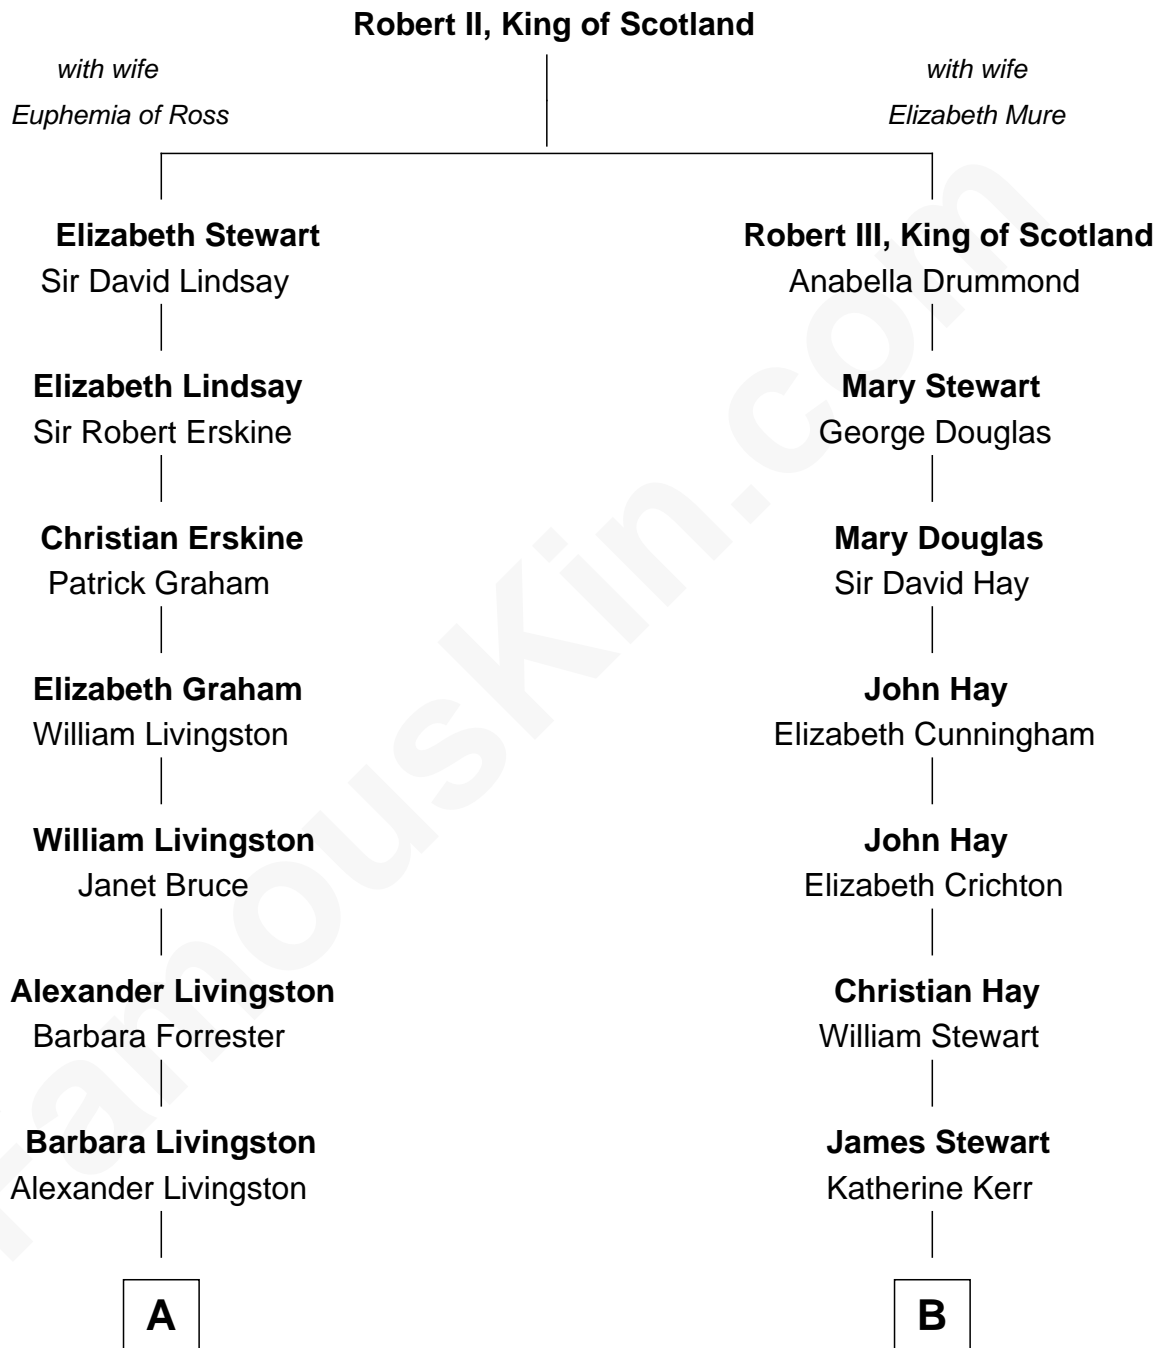 Robert II, King of Scotland
with wife
Euphemia of Ross
with wife
Elizabeth Mure
Elizabeth Stewart
Sir David Lindsay
Robert III, King of Scotland
Anabella Drummond
Elizabeth Lindsay
Sir Robert Erskine
Mary Stewart
George Douglas
Christian Erskine
Patrick Graham
Mary Douglas
Sir David Hay
Elizabeth Graham
William Livingston
John Hay
Elizabeth Cunningham
William Livingston
Janet Bruce
John Hay
Elizabeth Crichton
Alexander Livingston
Barbara Forrester
Christian Hay
William Stewart
Barbara Livingston
Alexander Livingston
James Stewart
Katherine Kerr
A
B
FamousKin.com